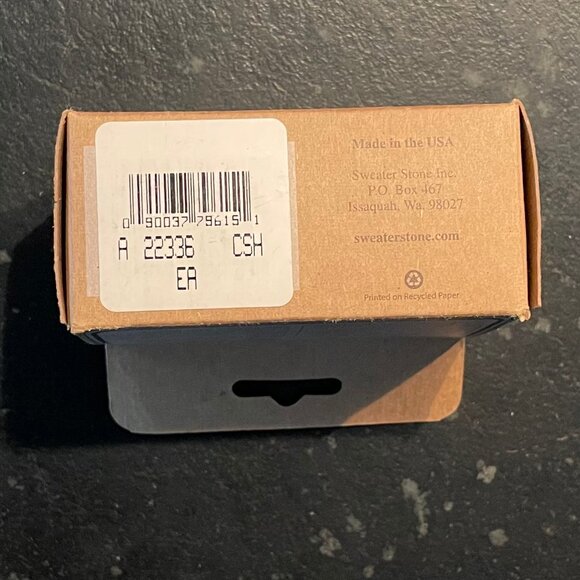 0 90037 79615 1
A 22336 CSH
EA
Made in the USA
Sweater Stone Inc.
P.O. Box 467
Issaquah, Wa. 98027
sweaterstone.com
Printed on Recycled Paper